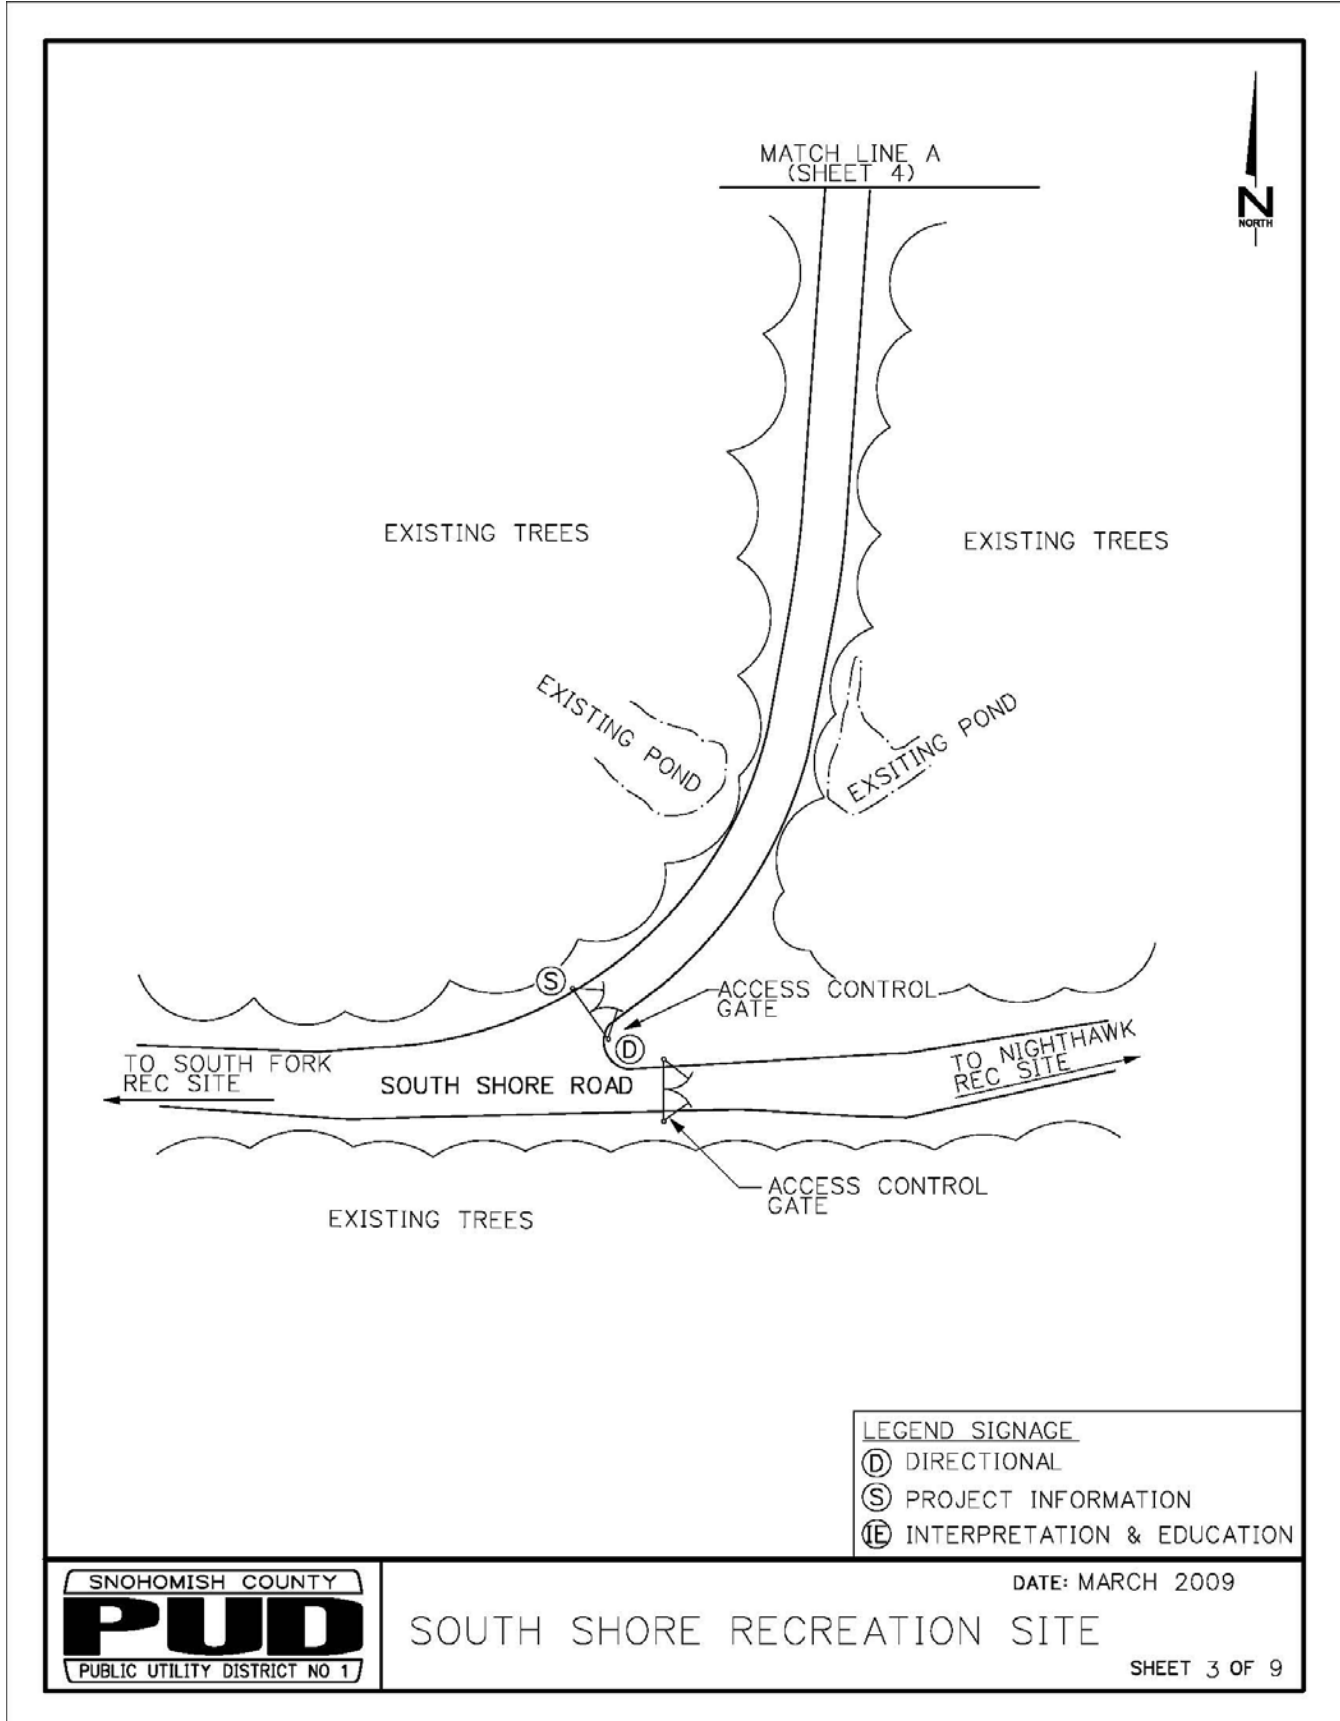 MATCH LINE A
(SHEET 4)
N
NORTH
EXISTING TREES
EXISTING TREES
EXISTING POND
EXSITING POND
S
ACCESS CONTROL
GATE
D
TO SOUTH FORK
REC SITE
SOUTH SHORE ROAD
TO NIGHTHAWK
REC SITE
ACCESS CONTROL
GATE
EXISTING TREES
LEGEND SIGNAGE
D DIRECTIONAL
S PROJECT INFORMATION
IE INTERPRETATION & EDUCATION
SNOHOMISH COUNTY
PUD
PUBLIC UTILITY DISTRICT NO 1
DATE: MARCH 2009
SOUTH SHORE RECREATION SITE
SHEET 3 OF 9